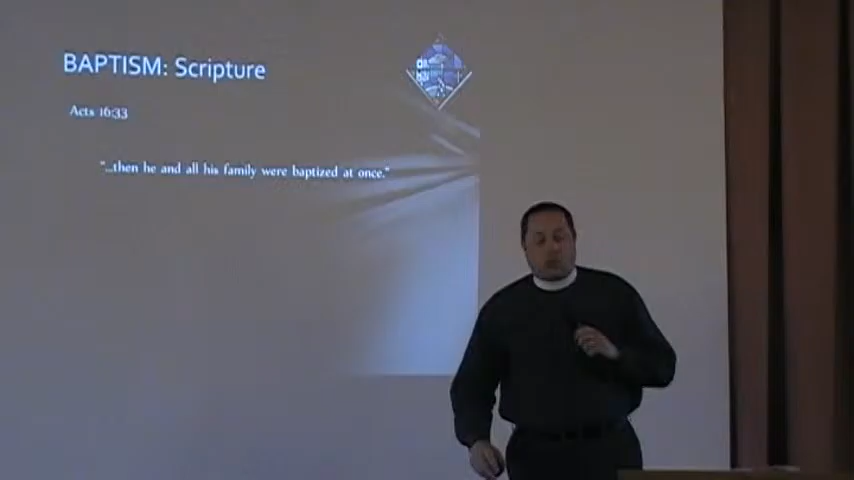 BAPTISM: Scripture
Acts 16:33
"...then he and all his family were baptized at once."